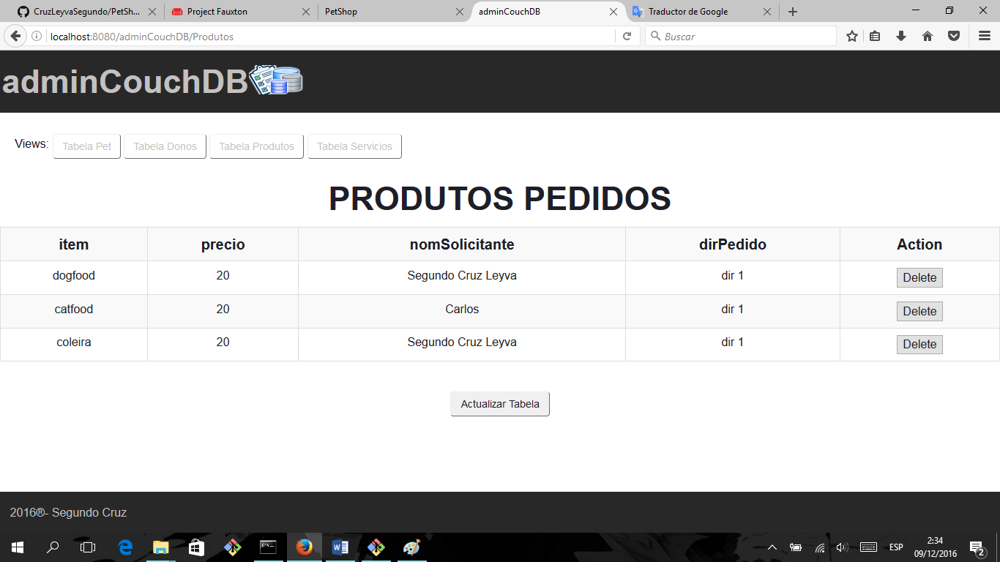 CruzLeyvaSegundo/PetSh...
Project Fauxton
PetShop
adminCouchDB
Traductor de Google
localhost:8080/adminCouchDB/Produtos
Buscar
adminCouchDB
Views: Tabela Pet Tabela Donos Tabela Produtos Tabela Servicios
PRODUTOS PEDIDOS
item precio nomSolicitante dirPedido Action
dogfood 20 Segundo Cruz Leyva dir 1 Delete
catfood 20 Carlos dir 1 Delete
coleira 20 Segundo Cruz Leyva dir 1 Delete
Actualizar Tabela
2016®- Segundo Cruz
ESP
2:34
09/12/2016
2